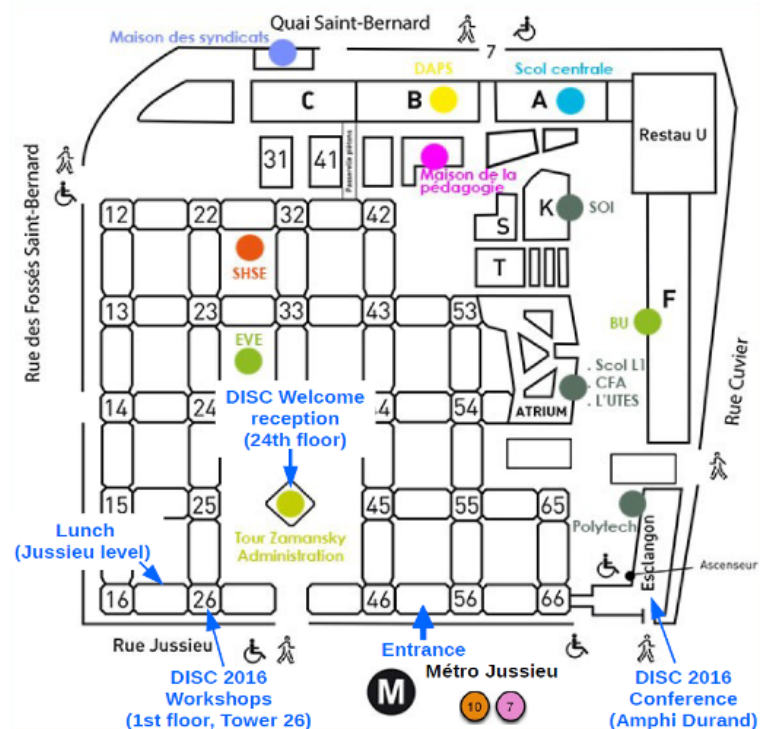 Quai Saint-Bernard
Maison des syndicats
7
DAPS
Scol centrale
C
B
A
Restau U
Rue des Fossés Saint-Bernard
31
41
Passerelle piétons
Maison de la
pédagogie
K
SOI
S
12
22
32
42
SHSE
T
F
13
23
33
43
53
BU
EVE
. Scol L1
. CFA
. L'UTES
Rue Cuvier
DISC Welcome
reception
(24th floor)
14
24
44
54
ATRIUM
15
25
45
55
65
Polytech
Lunch
(Jussieu level)
Tour Zamansky
Administration
Esclangon
Ascenseur
16
26
46
56
66
Rue Jussieu
Entrance
DISC 2016
Workshops
(1st floor, Tower 26)
M
Métro Jussieu
10
7
DISC 2016
Conference
(Amphi Durand)